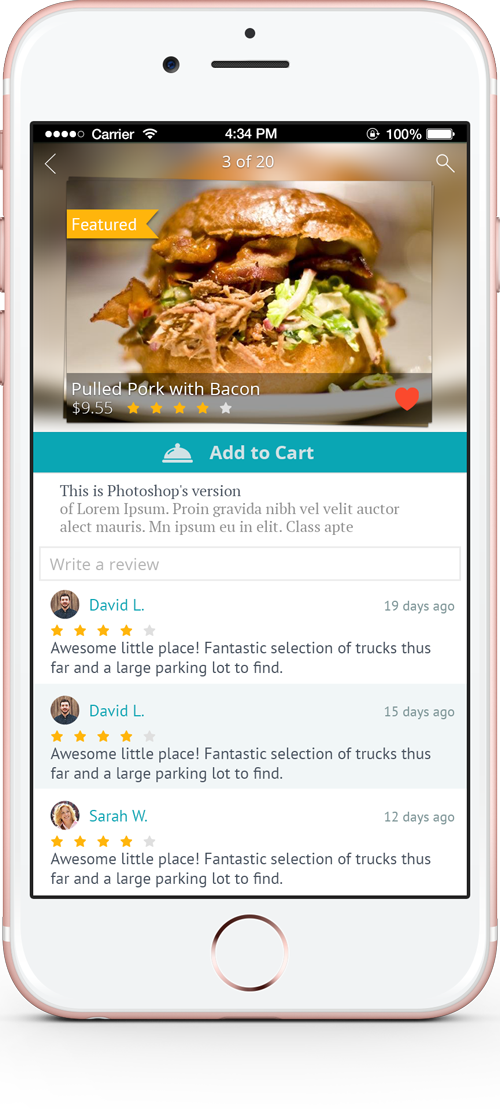 Carrier 4:34 PM 100%
3 of 20
Featured
Pulled Pork with Bacon
$9.55
Add to Cart
This is Photoshop's version
of Lorem Ipsum. Proin gravida nibh vel velit auctor
alect mauris. Mn ipsum eu in elit. Class apte
Write a review
David L. 19 days ago
Awesome little place! Fantastic selection of trucks thus
far and a large parking lot to find.
David L. 15 days ago
Awesome little place! Fantastic selection of trucks thus
far and a large parking lot to find.
Sarah W. 12 days ago
Awesome little place! Fantastic selection of trucks thus
far and a large parking lot to find.